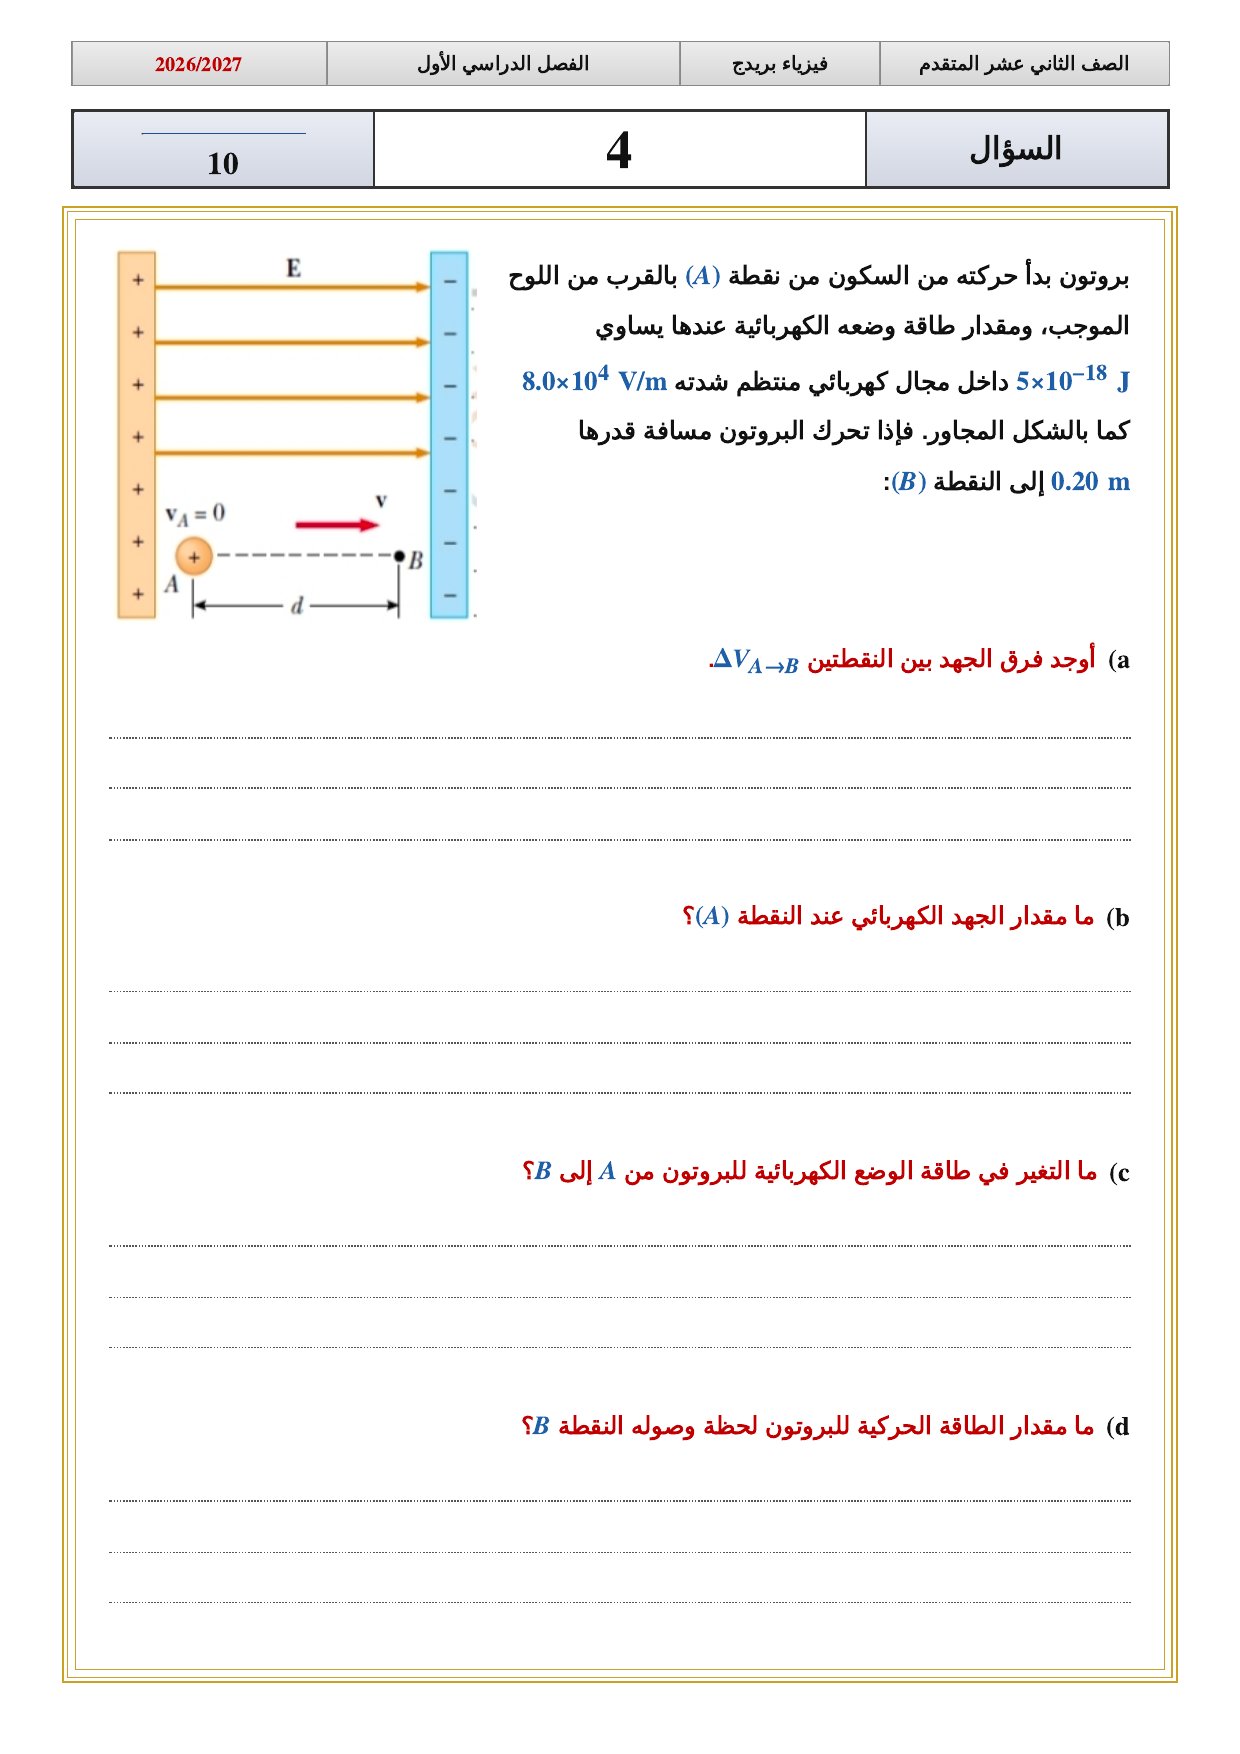 الصف الثاني عشر المتقدم فيزياء بريدج الفصل الدراسي الأول 2026/2027
السؤال 4 10
بروتون بدأ حركته من السكون من نقطة (A) بالقرب من اللوح
الموجب، ومقدار طاقة وضعه الكهربائية عندها يساوي
5×10⁻¹⁸ J داخل مجال كهربائي منتظم شدته 8.0×10⁴ V/m
كما بالشكل المجاور. فإذا تحرك البروتون مسافة قدرها
0.20 m إلى النقطة (B):
+ E −
+ −
+ −
+ −
+ −
v_A = 0 v
+ −
+ B
A
+ d −
a) أوجد فرق الجهد بين النقطتين ΔV_A→B.
b) ما مقدار الجهد الكهربائي عند النقطة (A)؟
c) ما التغير في طاقة الوضع الكهربائية للبروتون من A إلى B؟
d) ما مقدار الطاقة الحركية للبروتون لحظة وصوله النقطة B؟